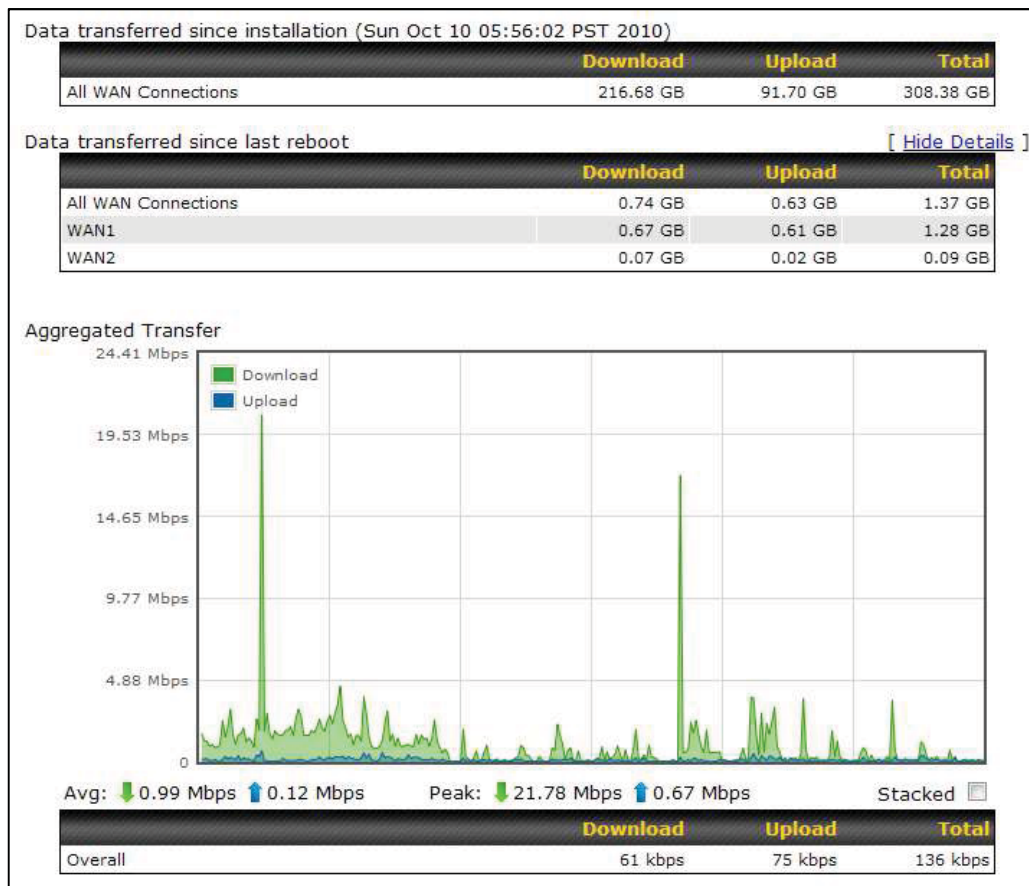 Data transferred since installation (Sun Oct 10 05:56:02 PST 2010)
Download Upload Total
All WAN Connections 216.68 GB 91.70 GB 308.38 GB
Data transferred since last reboot [ Hide Details ]
Download Upload Total
All WAN Connections 0.74 GB 0.63 GB 1.37 GB
WAN1 0.67 GB 0.61 GB 1.28 GB
WAN2 0.07 GB 0.02 GB 0.09 GB
Aggregated Transfer
24.41 Mbps
Download
Upload
19.53 Mbps
14.65 Mbps
9.77 Mbps
4.88 Mbps
0
Avg: 0.99 Mbps 0.12 Mbps Peak: 21.78 Mbps 0.67 Mbps Stacked
Download Upload Total
Overall 61 kbps 75 kbps 136 kbps